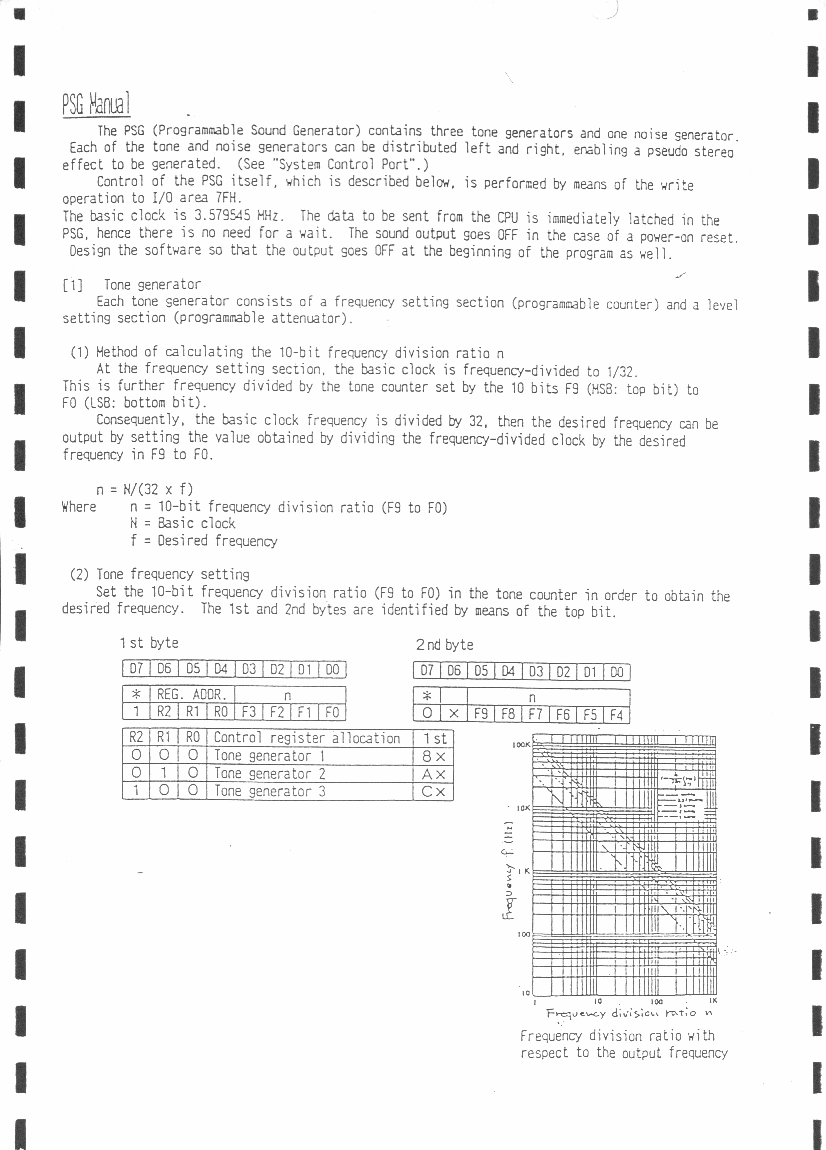 PSG Manual
The PSG (Programmable Sound Generator) contains three tone generators and one noise generator.
Each of the tone and noise generators can be distributed left and right, enabling a pseudo stereo
effect to be generated. (See "System Control Port".)
Control of the PSG itself, which is described below, is performed by means of the write
operation to I/O area 7FH.
The basic clock is 3.579545 MHz. The data to be sent from the CPU is immediately latched in the
PSG, hence there is no need for a wait. The sound output goes OFF in the case of a power-on reset.
Design the software so that the output goes OFF at the beginning of the program as well.
[1] Tone generator
Each tone generator consists of a frequency setting section (programmable counter) and a level
setting section (programmable attenuator).
(1) Method of calculating the 10-bit frequency division ratio n
At the frequency setting section, the basic clock is frequency-divided to 1/32.
This is further frequency divided by the tone counter set by the 10 bits F9 (MSB: top bit) to
F0 (LSB: bottom bit).
Consequently, the basic clock frequency is divided by 32, then the desired frequency can be
output by setting the value obtained by dividing the frequency-divided clock by the desired
frequency in F9 to F0.
n = N/(32 x f)
Where n = 10-bit frequency division ratio (F9 to F0)
N = Basic clock
f = Desired frequency
(2) Tone frequency setting
Set the 10-bit frequency division ratio (F9 to F0) in the tone counter in order to obtain the
desired frequency. The 1st and 2nd bytes are identified by means of the top bit.
1 st byte
D7 D6 D5 D4 D3 D2 D1 D0
* REG. ADDR. n
1 R2 R1 R0 F3 F2 F1 F0
2 nd byte
D7 D6 D5 D4 D3 D2 D1 D0
* n
0 × F9 F8 F7 F6 F5 F4
R2 R1 R0 Control register allocation 1 st
0 0 0 Tone generator 1 8 ×
0 1 0 Tone generator 2 A ×
1 0 0 Tone generator 3 C ×
100K
10K
1 K
100
10
Frequency f [Hz]
1 10 100 1K
Frequency division ratio n
Frequency division ratio with
respect to the output frequency